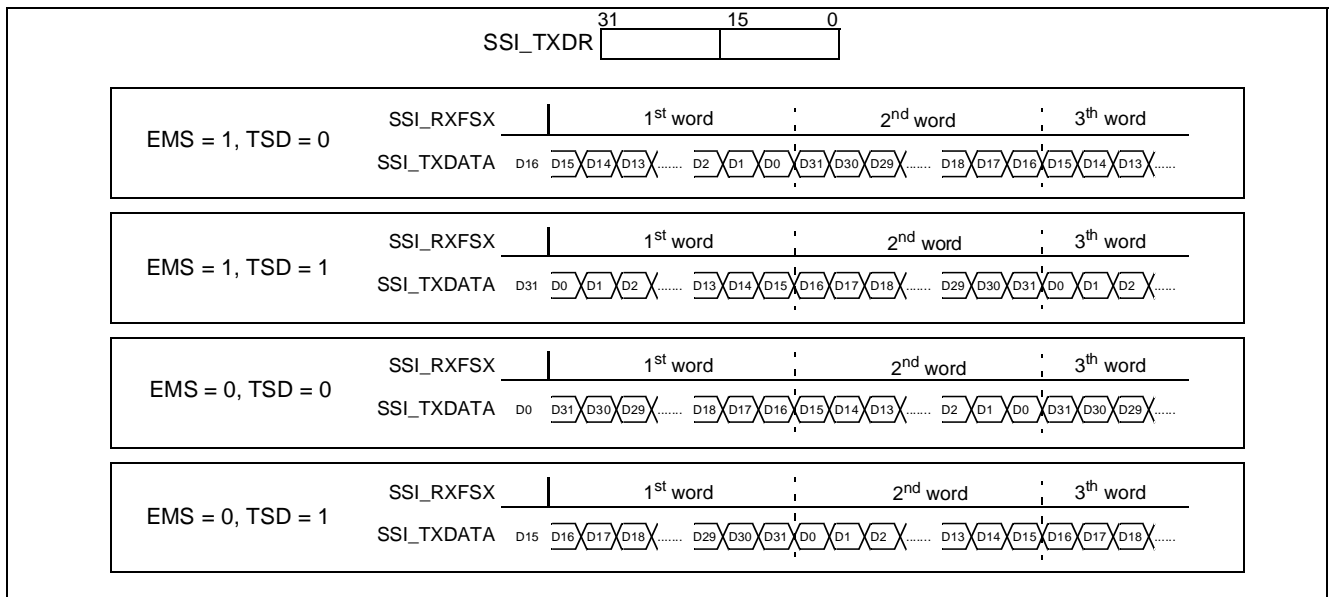 31 15 0
SSI_TXDR
EMS = 1, TSD = 0
SSI_RXFSX 1st word 2nd word 3th word
SSI_TXDATA D16 D15 D14 D13 ....... D2 D1 D0 D31 D30 D29 ....... D18 D17 D16 D15 D14 D13 ......
EMS = 1, TSD = 1
SSI_RXFSX 1st word 2nd word 3th word
SSI_TXDATA D31 D0 D1 D2 ....... D13 D14 D15 D16 D17 D18 ....... D29 D30 D31 D0 D1 D2 ......
EMS = 0, TSD = 0
SSI_RXFSX 1st word 2nd word 3th word
SSI_TXDATA D0 D31 D30 D29 ....... D18 D17 D16 D15 D14 D13 ....... D2 D1 D0 D31 D30 D29 ......
EMS = 0, TSD = 1
SSI_RXFSX 1st word 2nd word 3th word
SSI_TXDATA D15 D16 D17 D18 ....... D29 D30 D31 D0 D1 D2 ....... D13 D14 D15 D16 D17 D18 ......